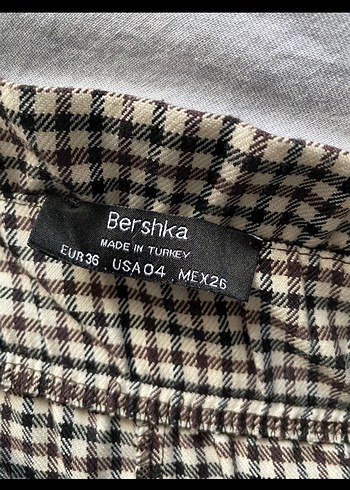 Bershka
MADE IN TURKEY
EUR36 . USA04 . MEX26